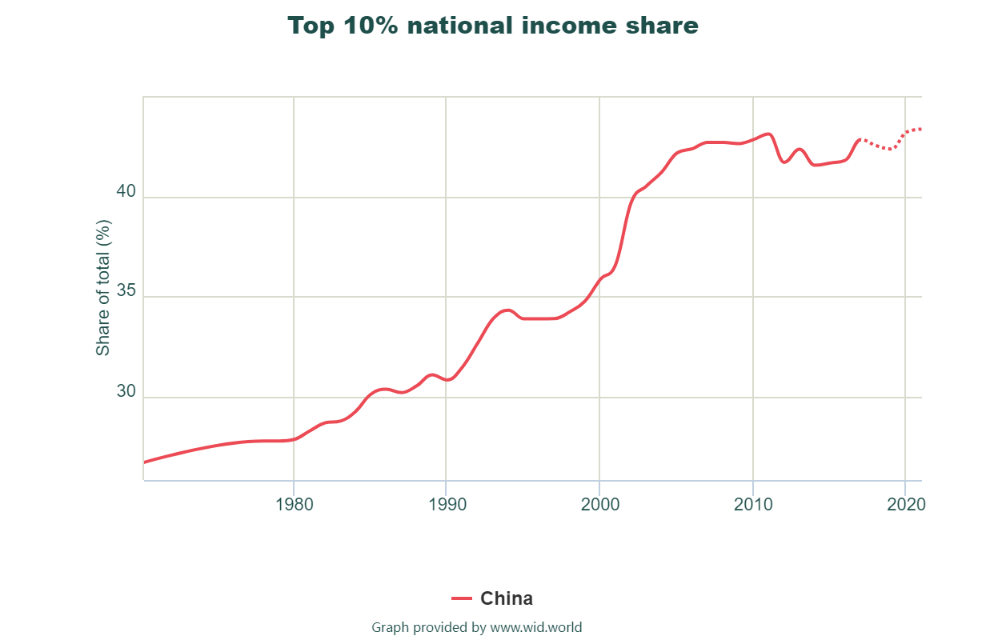 Top 10% national income share
Share of total (%)
40
35
30
1980 1990 2000 2010 2020
China
Graph provided by www.wid.world